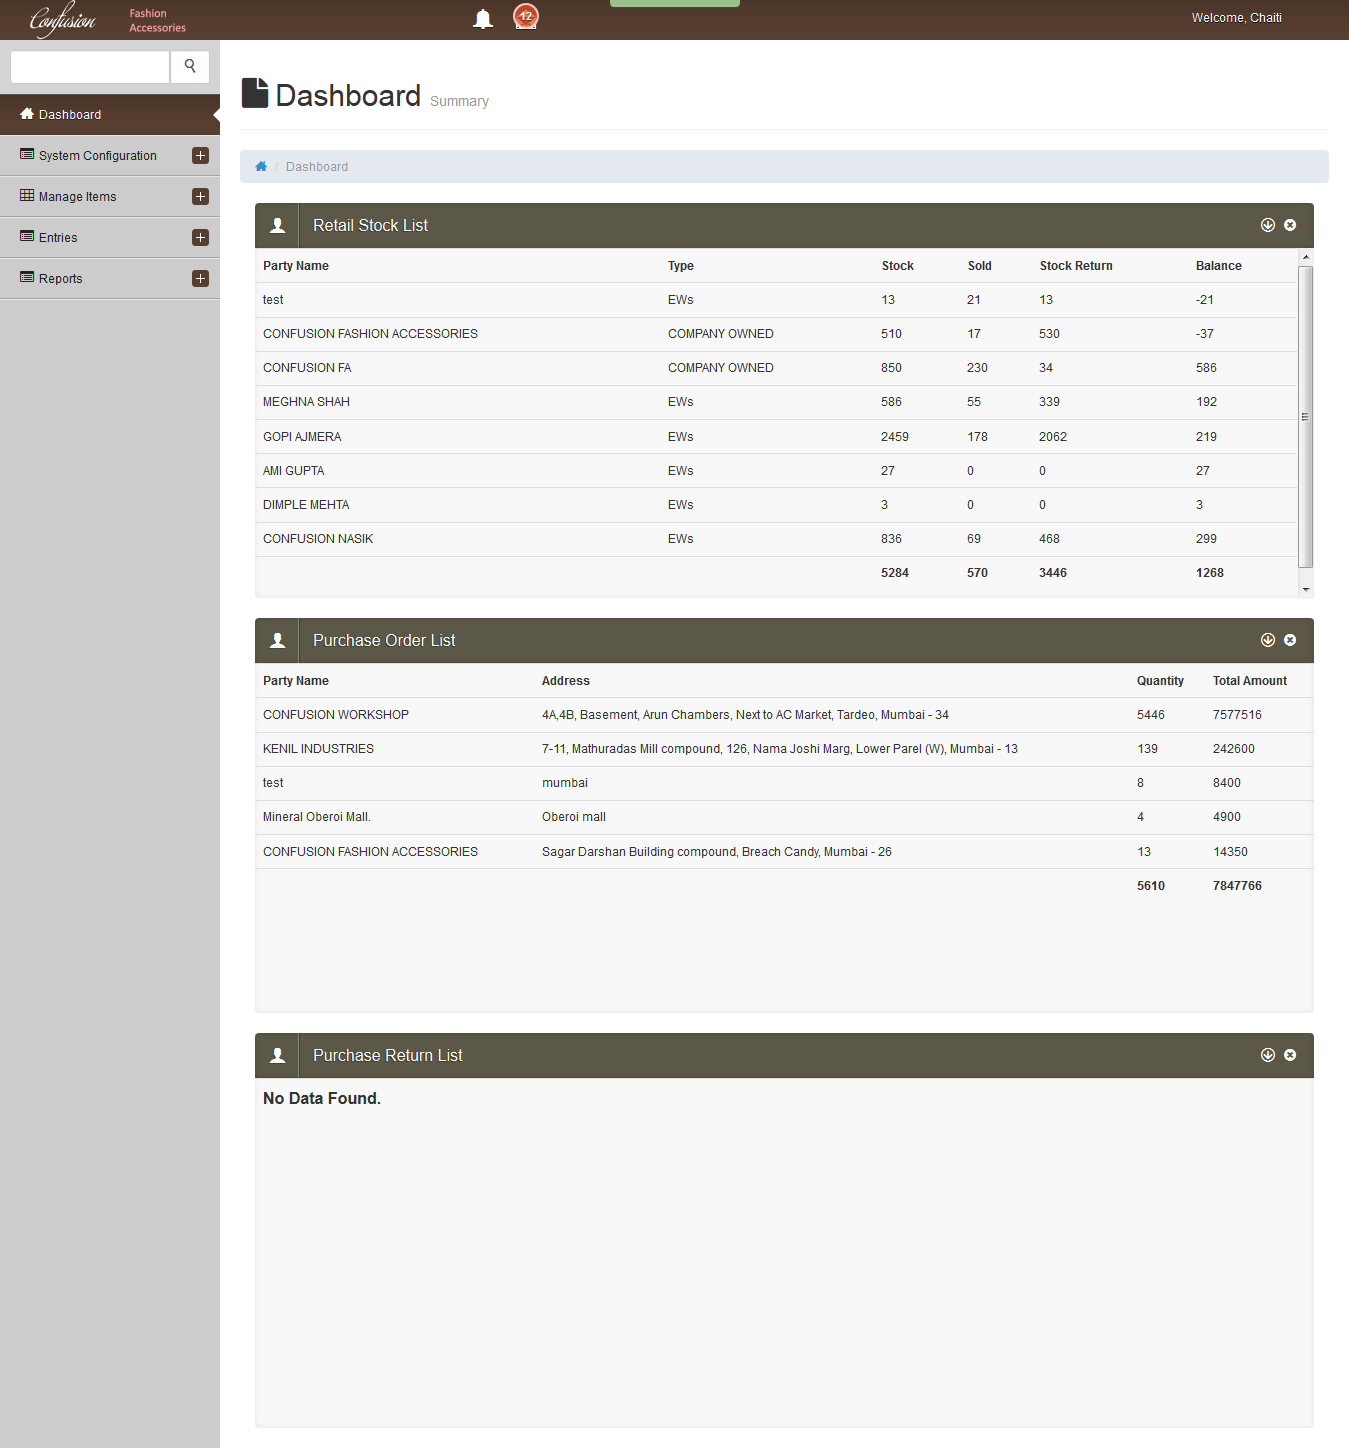 Confusion Fashion Accessories
12
Welcome, Chaiti
Dashboard
System Configuration
Manage Items
Entries
Reports
Dashboard Summary
/ Dashboard
Retail Stock List
Party Name Type Stock Sold Stock Return Balance
test EWs 13 21 13 -21
CONFUSION FASHION ACCESSORIES COMPANY OWNED 510 17 530 -37
CONFUSION FA COMPANY OWNED 850 230 34 586
MEGHNA SHAH EWs 586 55 339 192
GOPI AJMERA EWs 2459 178 2062 219
AMI GUPTA EWs 27 0 0 27
DIMPLE MEHTA EWs 3 0 0 3
CONFUSION NASIK EWs 836 69 468 299
5284 570 3446 1268
Purchase Order List
Party Name Address Quantity Total Amount
CONFUSION WORKSHOP 4A,4B, Basement, Arun Chambers, Next to AC Market, Tardeo, Mumbai - 34 5446 7577516
KENIL INDUSTRIES 7-11, Mathuradas Mill compound, 126, Nama Joshi Marg, Lower Parel (W), Mumbai - 13 139 242600
test mumbai 8 8400
Mineral Oberoi Mall. Oberoi mall 4 4900
CONFUSION FASHION ACCESSORIES Sagar Darshan Building compound, Breach Candy, Mumbai - 26 13 14350
5610 7847766
Purchase Return List
No Data Found.